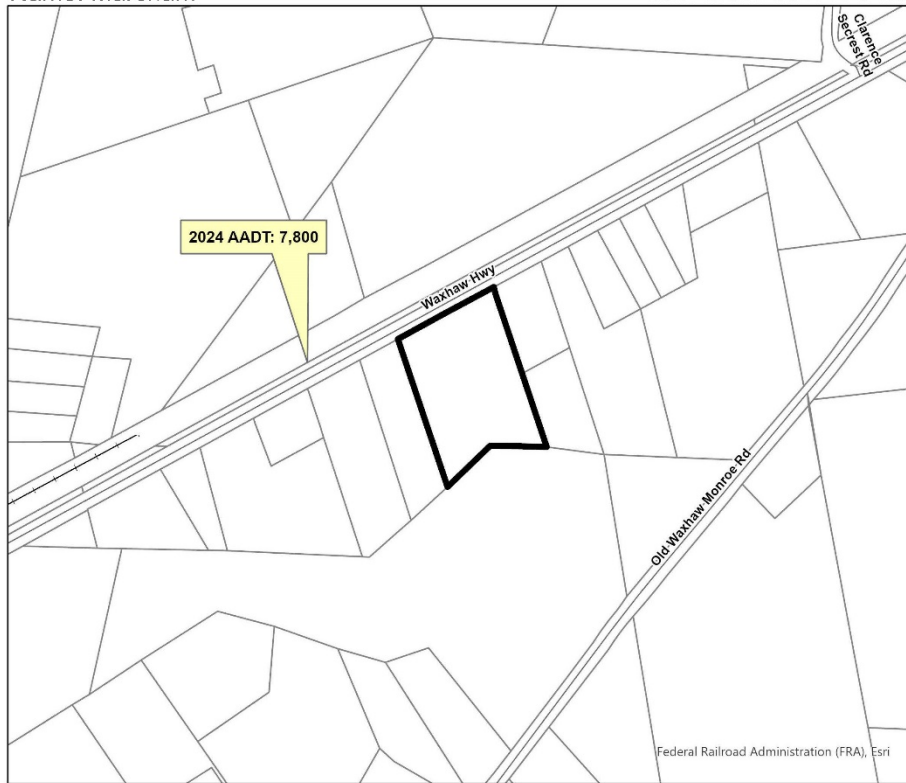 Clarence
Secrest Rd
2024 AADT: 7,800
Waxhaw Hwy
Old Waxhaw Monroe Rd
Federal Railroad Administration (FRA), Esri